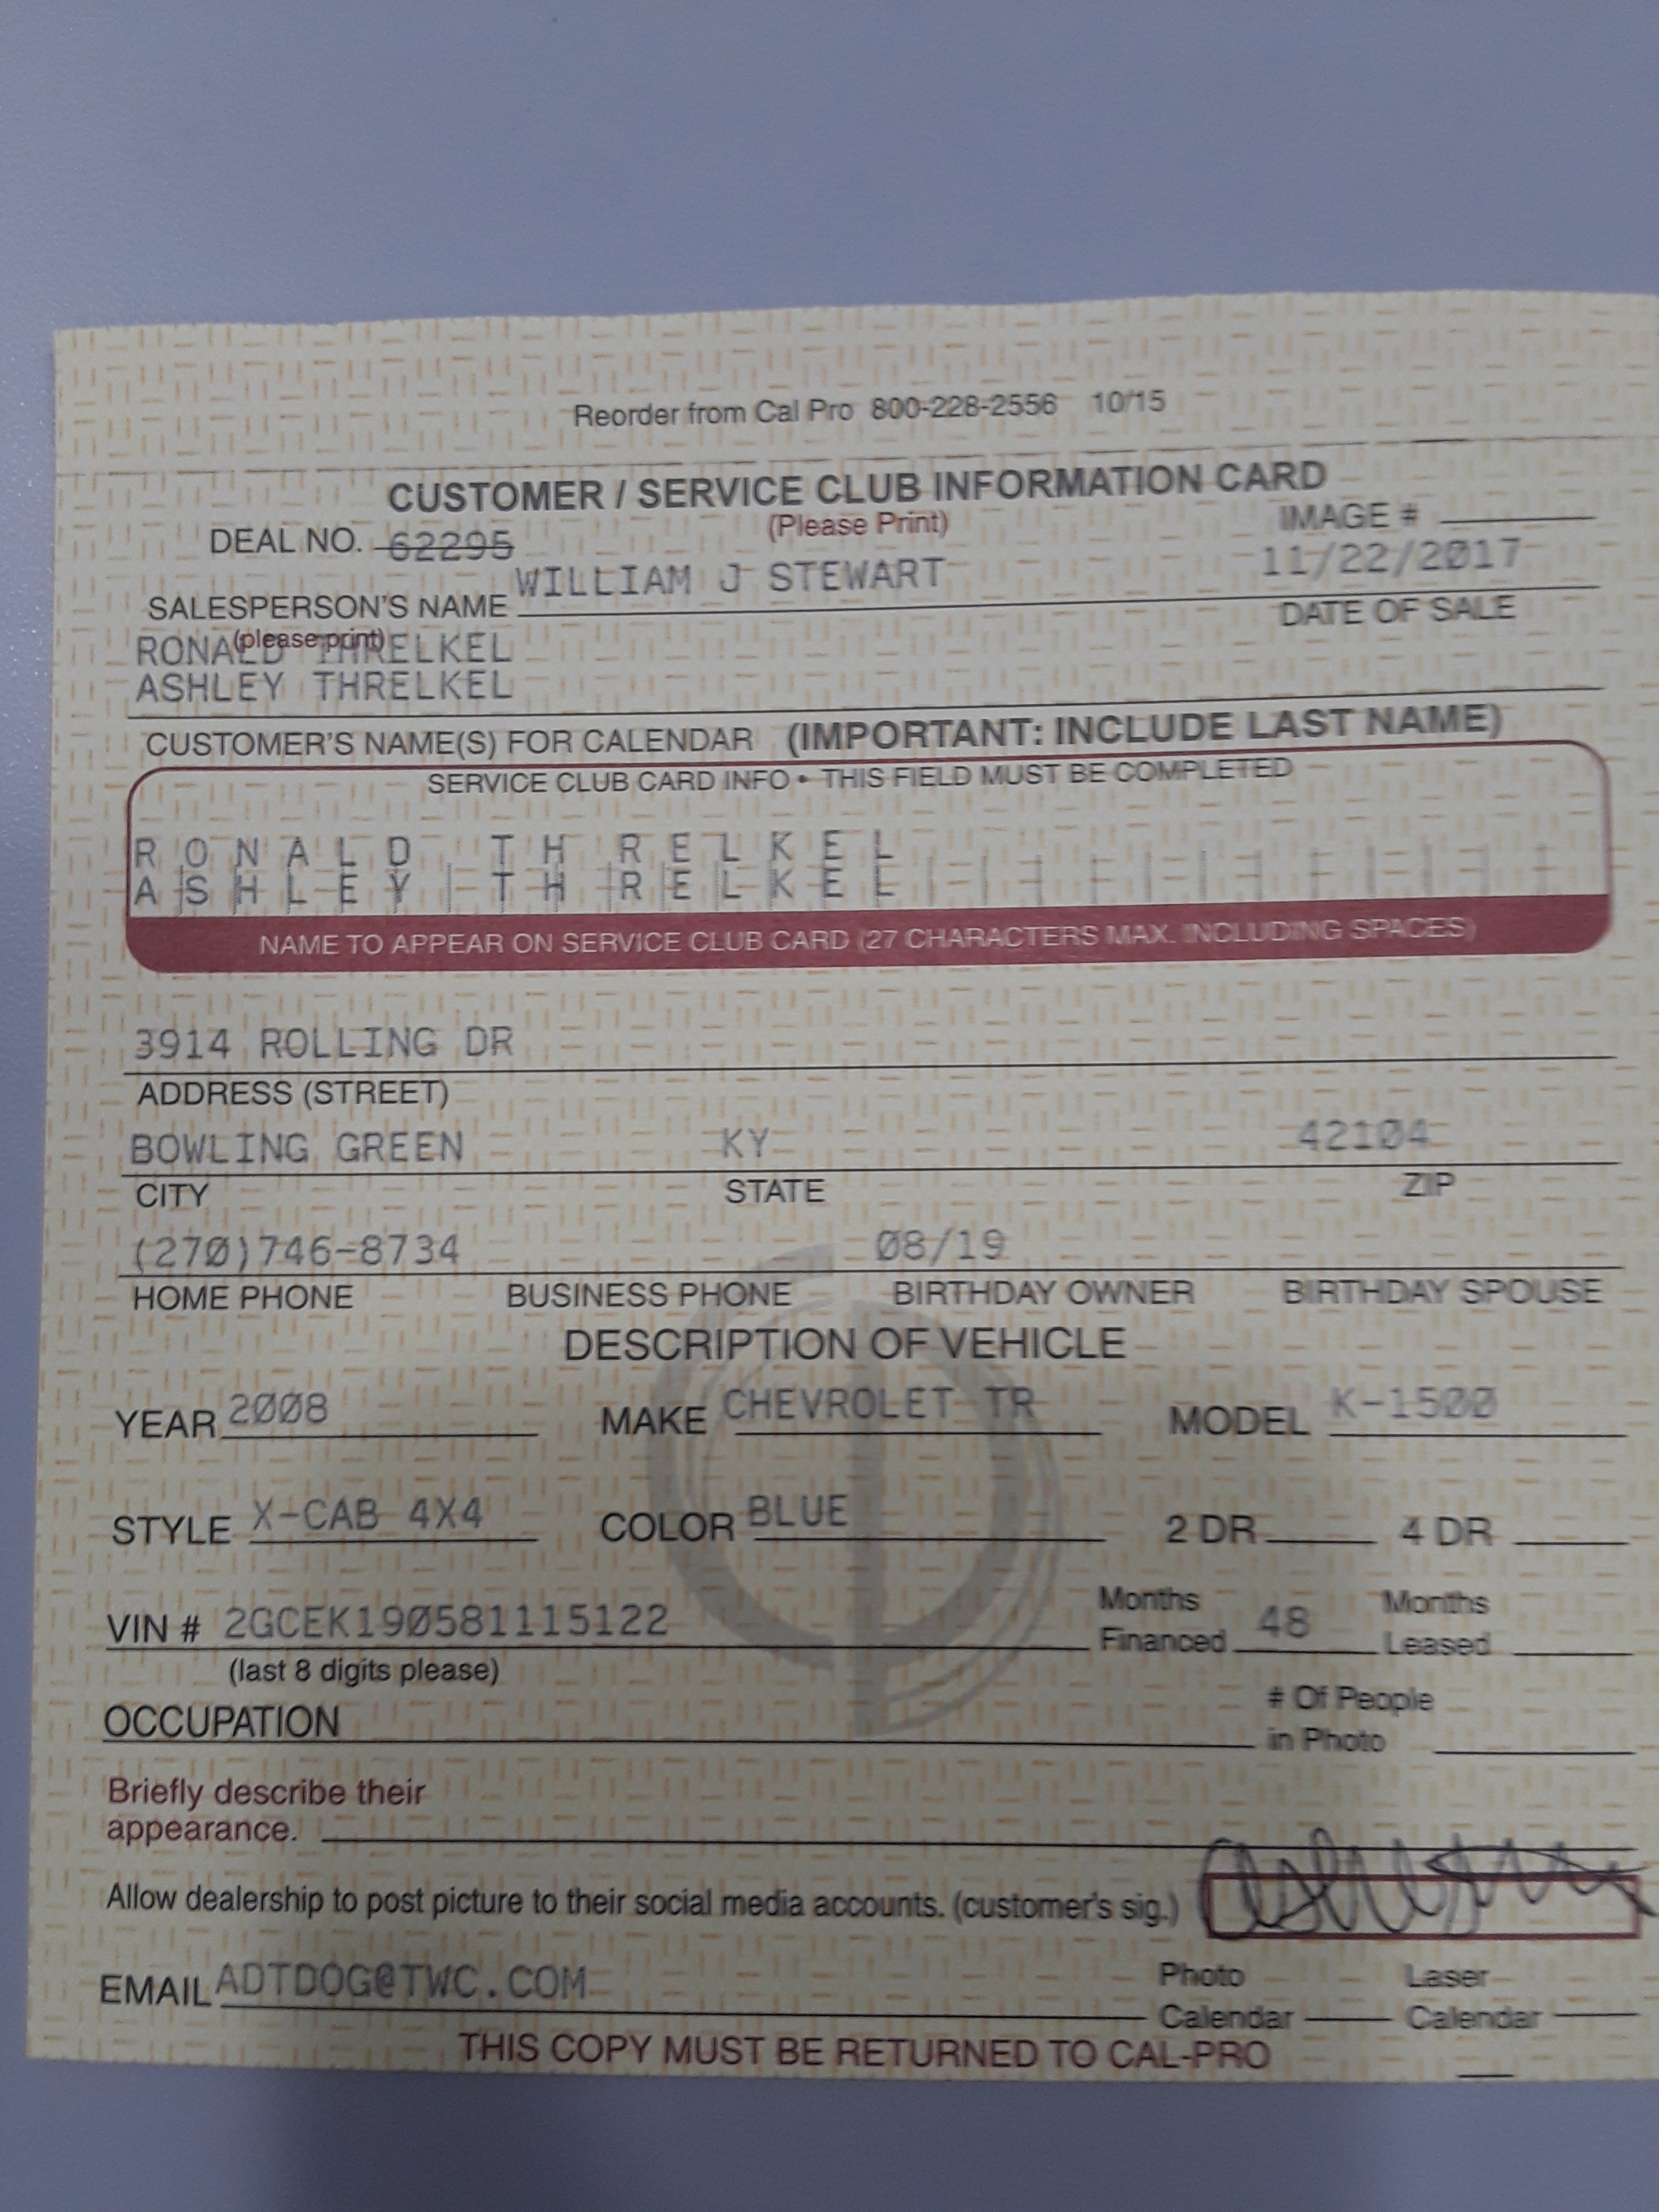 Reorder from Cal Pro 800-228-2556 10/15
CUSTOMER / SERVICE CLUB INFORMATION CARD
(Please Print)
IMAGE #
DEAL NO. 62295
SALESPERSON'S NAME WILLIAM J STEWART 11/22/2017
(please print)
DATE OF SALE
RONALD THRELKEL
ASHLEY THRELKEL
CUSTOMER'S NAME(S) FOR CALENDAR (IMPORTANT: INCLUDE LAST NAME)
SERVICE CLUB CARD INFO • THIS FIELD MUST BE COMPLETED
RONALD THRELKEL
ASHLEY THRELKEL
NAME TO APPEAR ON SERVICE CLUB CARD (27 CHARACTERS MAX. INCLUDING SPACES)
3914 ROLLING DR
ADDRESS (STREET)
BOWLING GREEN KY 42104
CITY STATE ZIP
(270)746-8734 08/19
HOME PHONE BUSINESS PHONE BIRTHDAY OWNER BIRTHDAY SPOUSE
DESCRIPTION OF VEHICLE
YEAR 2008 MAKE CHEVROLET TR MODEL K-1500
STYLE X-CAB 4X4 COLOR BLUE 2 DR 4 DR
VIN # 2GCEK190581115122 Months Financed 48 Months Leased
(last 8 digits please)
OCCUPATION # Of People in Photo
Briefly describe their
appearance.
Allow dealership to post picture to their social media accounts. (customer's sig.)
EMAIL ADTDOG@TWC.COM Photo Calendar Laser Calendar
THIS COPY MUST BE RETURNED TO CAL-PRO